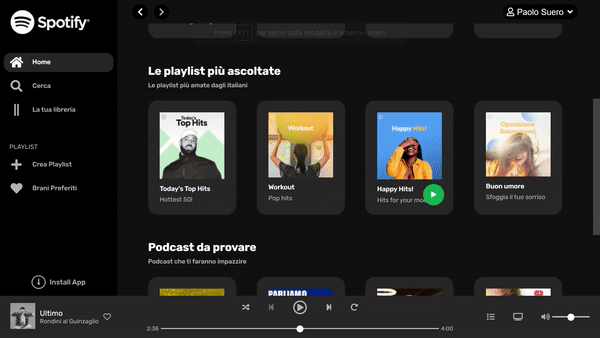 Spotify®
Paolo Suero
Premi F11 per uscire dalla modalità a schermo intero
Home
Cerca
La tua libreria
PLAYLIST
Crea Playlist
Brani Preferiti
Install App
Le playlist più ascoltate
Le playlist più amate dagli italiani
Today's
Top Hits
Today's Top Hits
Hottest 50!
Workout
Workout
Pop hits
Happy Hits!
Happy Hits!
Hits for your
Operazione
Buonumore
Buon umore
Sfoggia il tuo sorriso
Podcast da provare
Podcast che ti faranno impazzire
PARLIAMO
Ultimo
Rondini al Guinzaglio
2:38
4:00